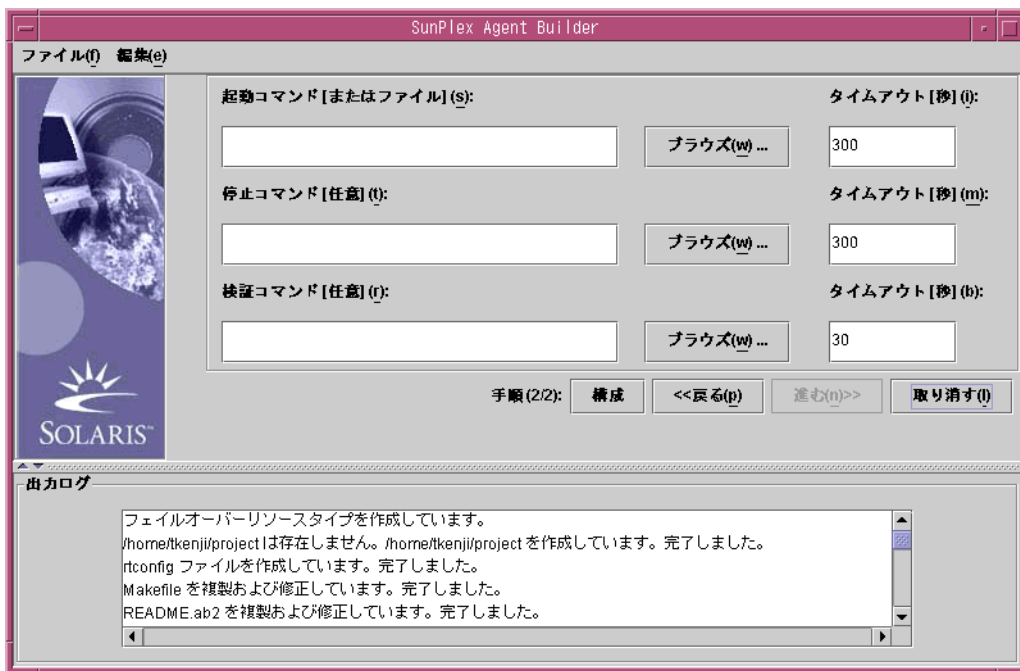 SunPlex Agent Builder
ファイル(f) 編集(e)
起動コマンド[またはファイル](s): タイムアウト[秒](i):
ブラウズ(w) ... 300
停止コマンド[任意](t): タイムアウト[秒](m):
ブラウズ(w) ... 300
検証コマンド[任意](r): タイムアウト[秒](b):
ブラウズ(w) ... 30
手順(2/2): 構成 <<戻る(p) 進む(n)>> 取り消す(l)
SOLARIS™
出力ログ
フェイルオーバーリソースタイプを作成しています。
/home/tkenji/project は存在しません。/home/tkenji/project を作成しています。完了しました。
rtconfig ファイルを作成しています。完了しました。
Makefile を複製および修正しています。完了しました。
README.ab2 を複製および修正しています。完了しました。